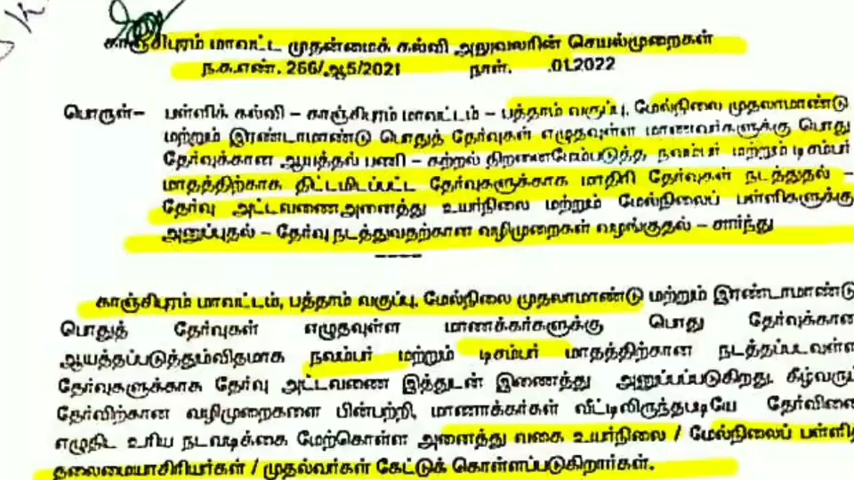 காஞ்சிபுரம் மாவட்ட முதன்மைக் கல்வி அலுவலரின் செயல்முறைகள்
ந.க.எண். 266/ஆ5/2021 நாள். .01.2022
பொருள்– பள்ளிக் கல்வி – காஞ்சிபுரம் மாவட்டம் – பத்தாம் வகுப்பு, மேல்நிலை முதலாமாண்டு
மற்றும் இரண்டாமாண்டு பொதுத் தேர்வுகள் எழுதவுள்ள மாணவர்களுக்கு பொது
தேர்வுக்கான ஆயத்தல் பணி – கற்றல் திறனைமேம்படுத்த நவம்பர் மற்றும் டிசம்பர்
மாதத்திற்காக திட்டமிடப்பட்ட தேர்வுகளுக்காக மாதிரி தேர்வுகள் நடத்துதல் –
தேர்வு அட்டவணைஅனைத்து உயர்நிலை மற்றும் மேல்நிலைப் பள்ளிகளுக்கு
அனுப்புதல் – தேர்வு நடத்துவதற்கான வழிமுறைகள் வழங்குதல் – சார்ந்து
காஞ்சிபுரம் மாவட்டம், பத்தாம் வகுப்பு, மேல்நிலை முதலாமாண்டு மற்றும் இரண்டாமாண்டு
பொதுத் தேர்வுகள் எழுதவுள்ள மாணக்கர்களுக்கு பொது தேர்வுக்கான
ஆயத்தப்படுத்தும்விதமாக நவம்பர் மற்றும் டிசம்பர் மாதத்திற்கான நடத்தப்படவுள்ள
தேர்வுகளுக்காக தேர்வு அட்டவணை இத்துடன் இணைத்து அனுப்பப்படுகிறது. கீழ்வரும்
தேர்விற்கான வழிமுறைகளை பின்பற்றி, மாணாக்கர்கள் வீட்டிலிருந்தபடியே தேர்வினை
எழுதிட உரிய நடவடிக்கை மேற்கொள்ள அனைத்து வகை உயர்நிலை / மேல்நிலைப் பள்ளி
தலைமையாசிரியர்கள் / முதல்வர்கள் கேட்டுக் கொள்ளப்படுகிறார்கள்.